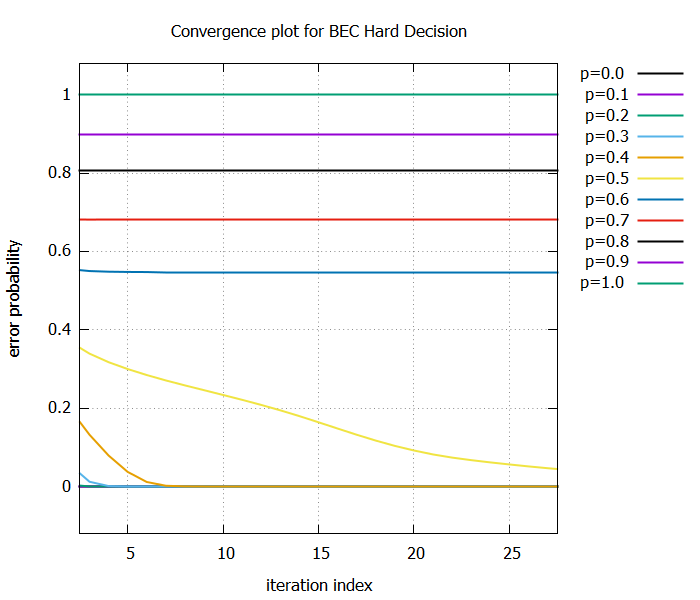 Convergence plot for BEC Hard Decision
p=0.0
p=0.1
p=0.2
p=0.3
p=0.4
p=0.5
p=0.6
p=0.7
p=0.8
p=0.9
p=1.0
error probability
1
0.8
0.6
0.4
0.2
0
5 10 15 20 25
iteration index